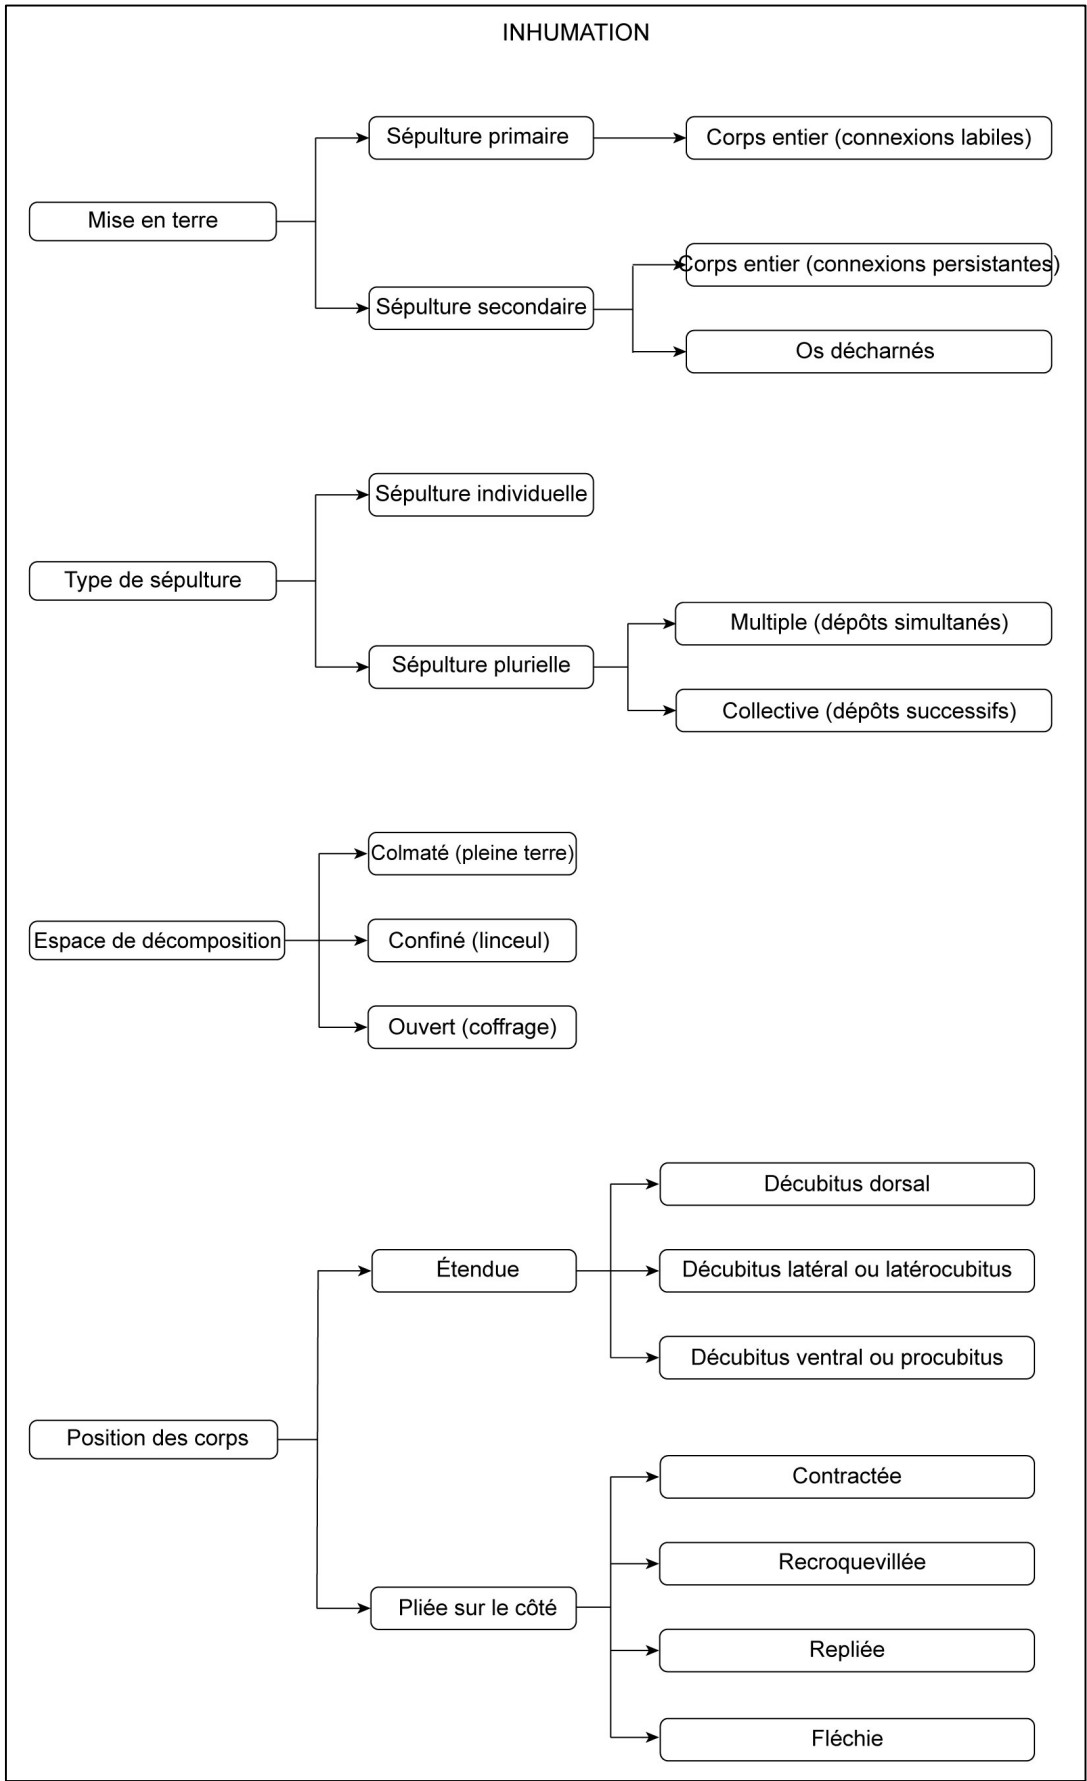 INHUMATION
Mise en terre
Sépulture primaire
Corps entier (connexions labiles)
Sépulture secondaire
Corps entier (connexions persistantes)
Os décharnés
Type de sépulture
Sépulture individuelle
Sépulture plurielle
Multiple (dépôts simultanés)
Collective (dépôts successifs)
Espace de décomposition
Colmaté (pleine terre)
Confiné (linceul)
Ouvert (coffrage)
Position des corps
Étendue
Décubitus dorsal
Décubitus latéral ou latérocubitus
Décubitus ventral ou procubitus
Pliée sur le côté
Contractée
Recroquevillée
Repliée
Fléchie